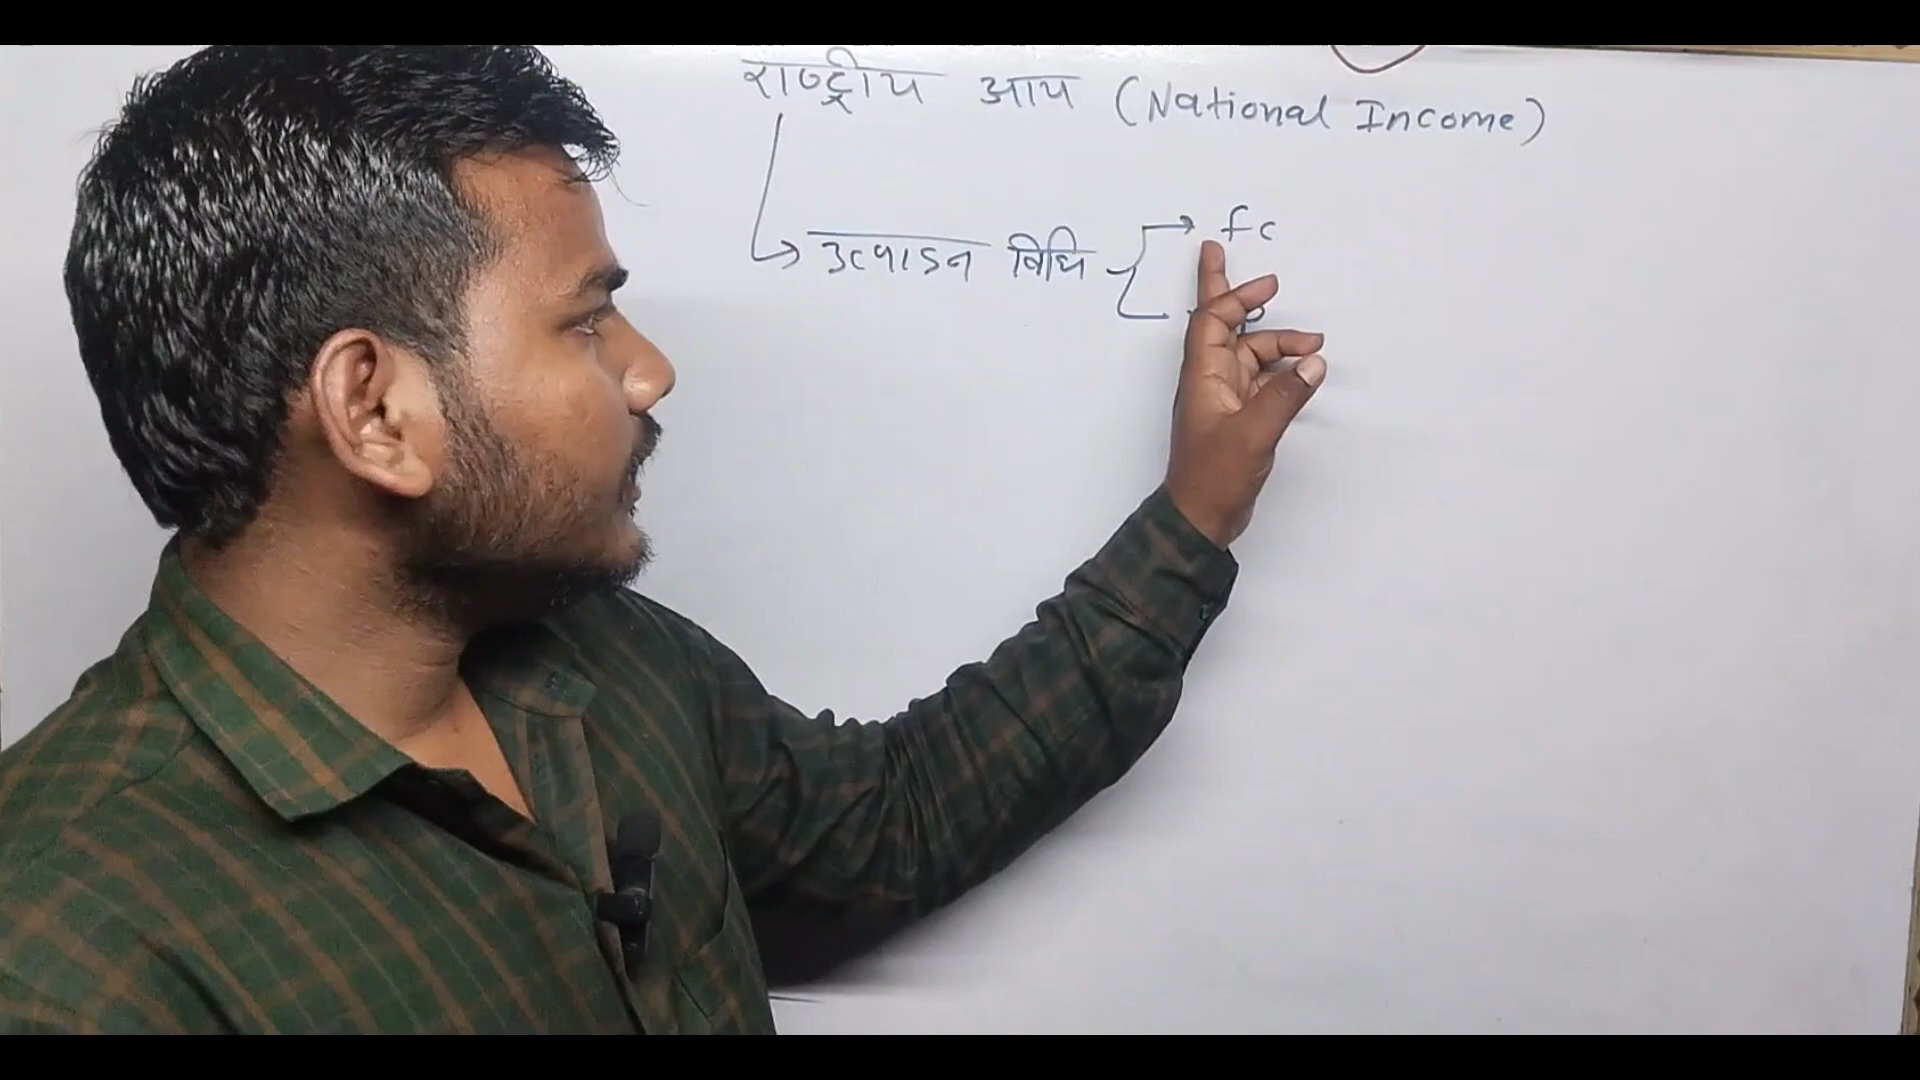 राष्ट्रीय आय (National Income)
fc
उत्पादन विधि